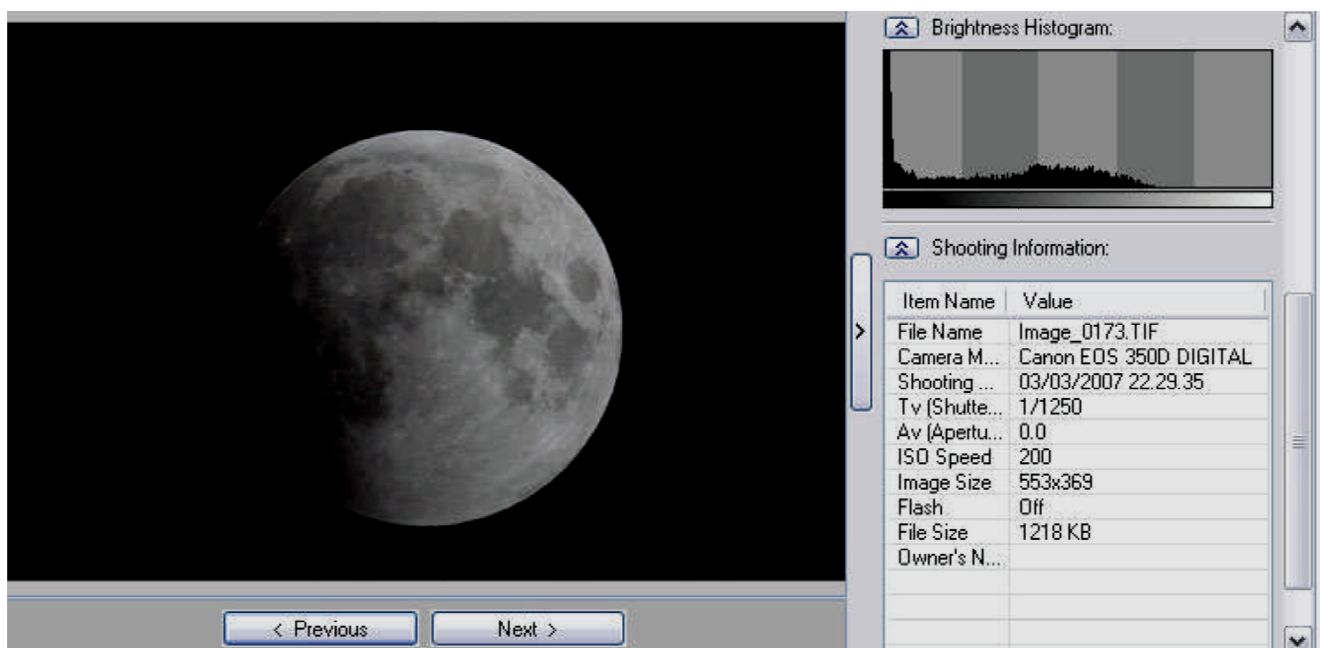 Brightness Histogram:
Shooting Information:
Item Name Value
File Name Image_0173.TIF
Camera M... Canon EOS 350D DIGITAL
Shooting ... 03/03/2007 22.29.35
Tv (Shutte... 1/1250
Av (Apertu... 0.0
ISO Speed 200
Image Size 553x369
Flash Off
File Size 1218 KB
Owner's N...
< Previous Next >